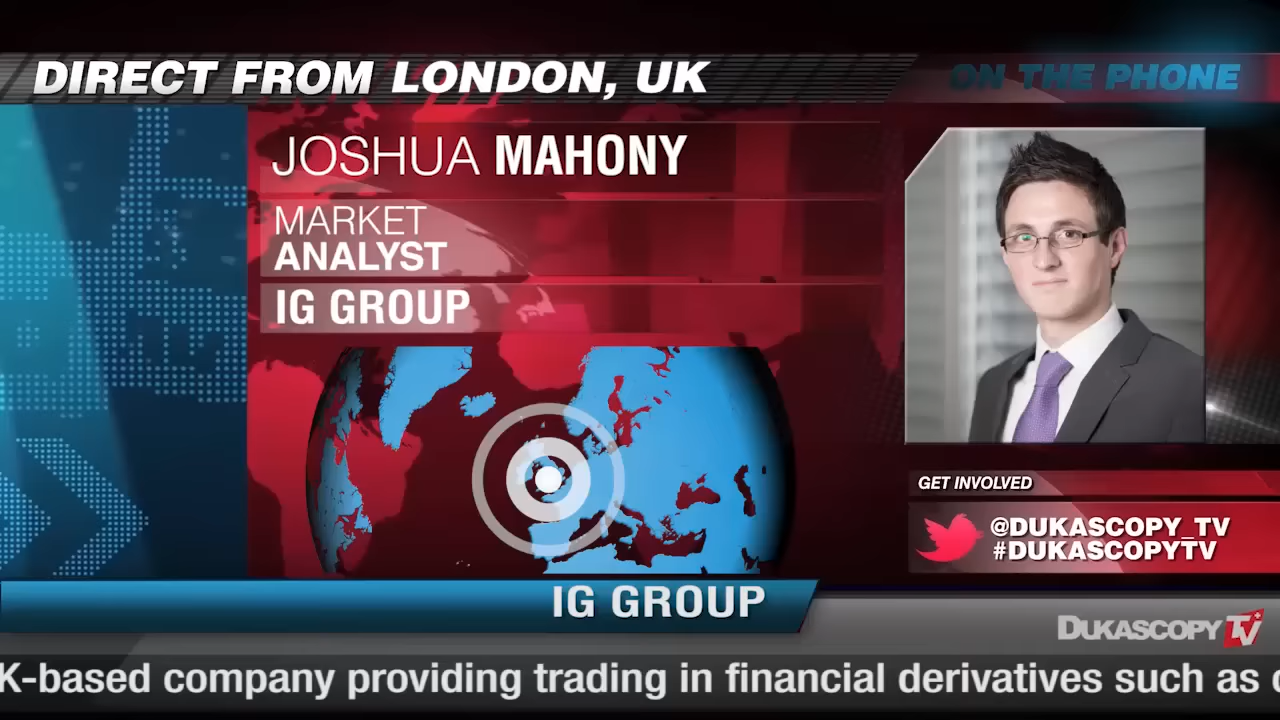 DIRECT FROM LONDON, UK
ON THE PHONE
JOSHUA MAHONY
MARKET
ANALYST
IG GROUP
GET INVOLVED
@DUKASCOPY_TV
#DUKASCOPYTV
IG GROUP
DUKASCOPY TV
K-based company providing trading in financial derivatives such as